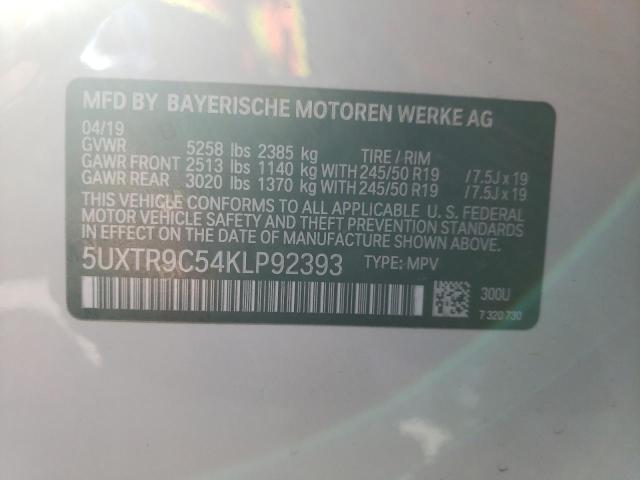 MFD BY BAYERISCHE MOTOREN WERKE AG
04/19
GVWR 5258 lbs 2385 kg TIRE / RIM
GAWR FRONT 2513 lbs 1140 kg WITH 245/50 R19 / 7.5J x 19
GAWR REAR 3020 lbs 1370 kg WITH 245/50 R19 / 7.5J x 19
THIS VEHICLE CONFORMS TO ALL APPLICABLE U. S. FEDERAL
MOTOR VEHICLE SAFETY AND THEFT PREVENTION STANDARDS
IN EFFECT ON THE DATE OF MANUFACTURE SHOWN ABOVE.
5UXTR9C54KLP92393 TYPE: MPV
300U
7 320 730